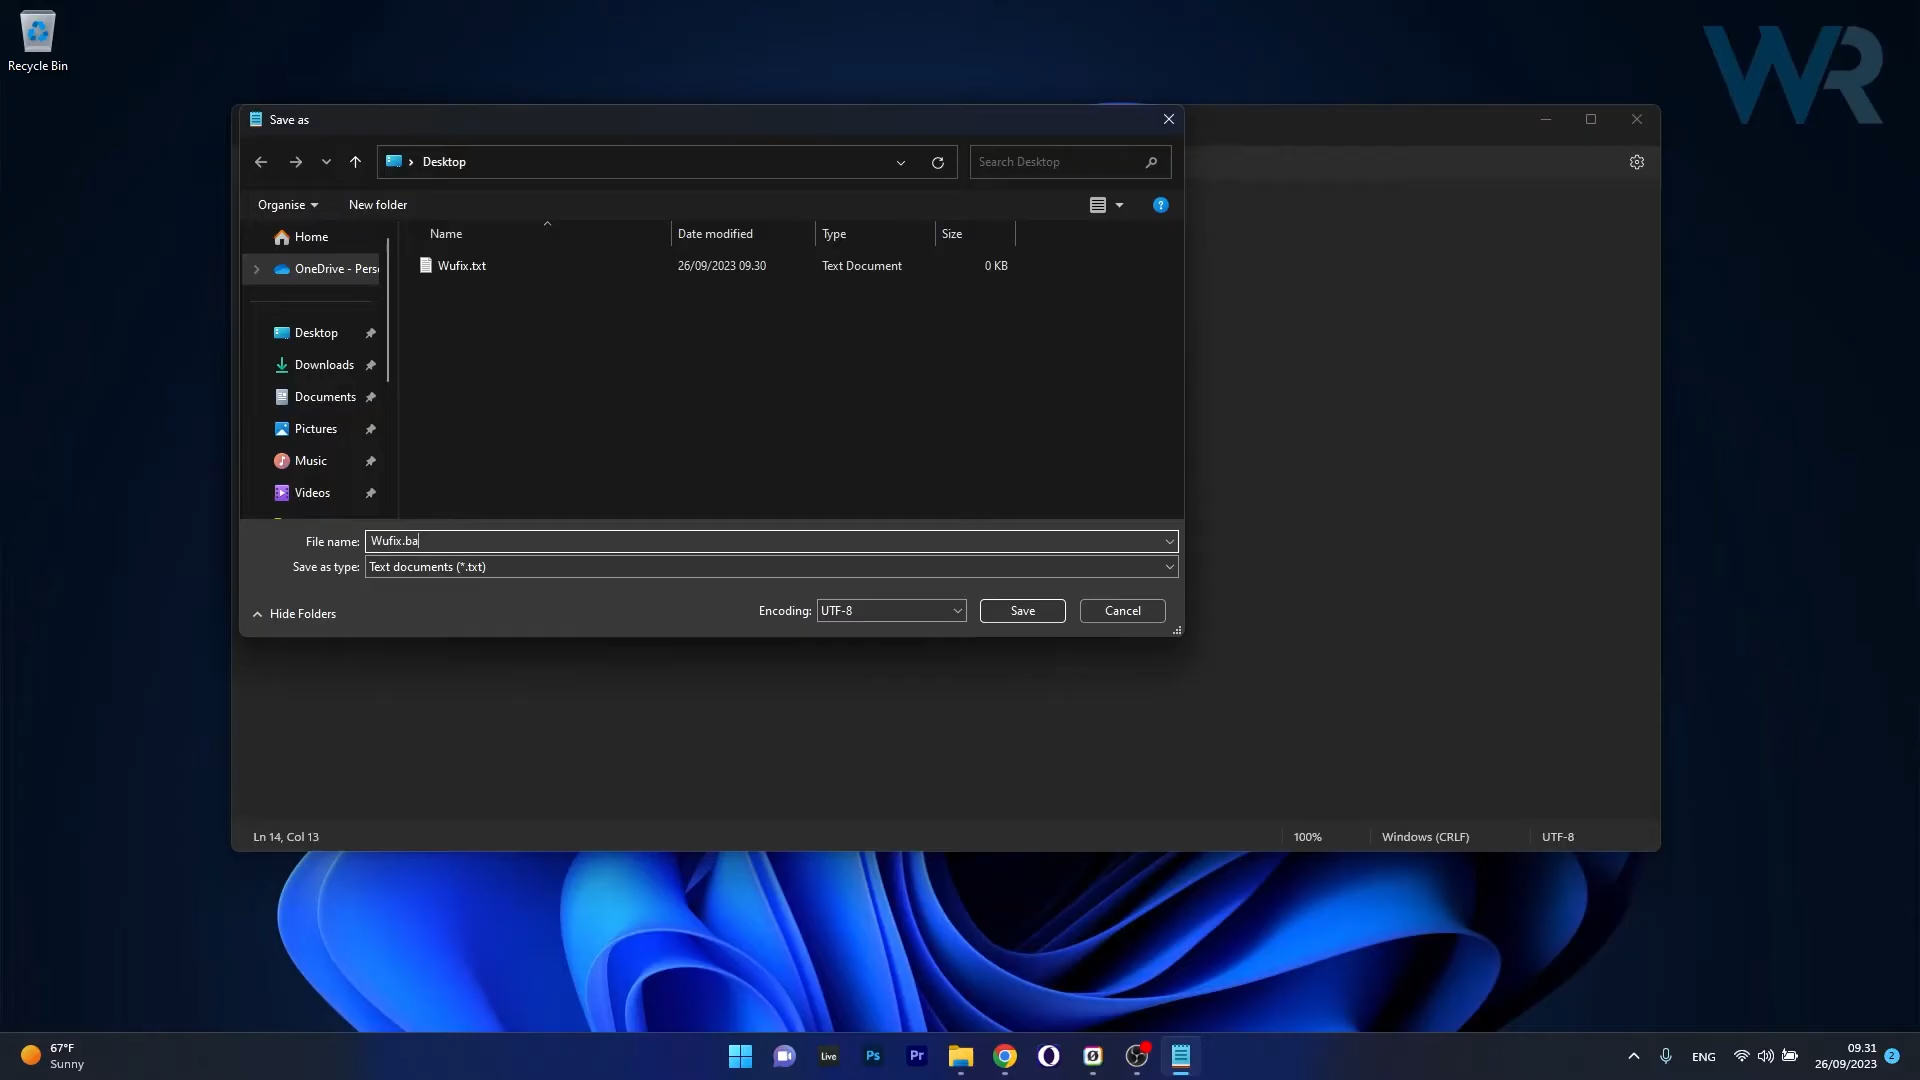 Recycle Bin
WR
Save as
Desktop
Search Desktop
Organise
New folder
Name
Date modified
Type
Size
Home
OneDrive - Perso
Wufix.txt
26/09/2023 09.30
Text Document
0 KB
Desktop
Downloads
Documents
Pictures
Music
Videos
File name:
Wufix.ba
Save as type:
Text documents (*.txt)
Hide Folders
Encoding:
UTF-8
Save
Cancel
Ln 14, Col 13
100%
Windows (CRLF)
UTF-8
67°F
Sunny
Live
Ps
Pr
ENG
09.31
26/09/2023
2